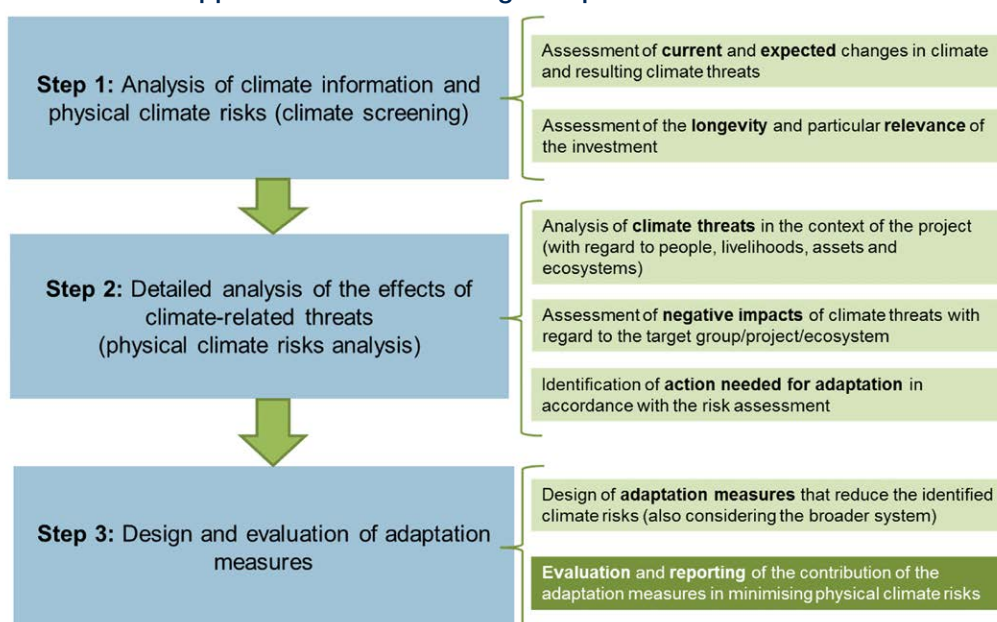 Step 1: Analysis of climate information and
physical climate risks (climate screening)
Assessment of current and expected changes in climate
and resulting climate threats
Assessment of the longevity and particular relevance of
the investment
Step 2: Detailed analysis of the effects of
climate-related threats
(physical climate risks analysis)
Analysis of climate threats in the context of the project
(with regard to people, livelihoods, assets and
ecosystems)
Assessment of negative impacts of climate threats with
regard to the target group/project/ecosystem
Identification of action needed for adaptation in
accordance with the risk assessment
Step 3: Design and evaluation of adaptation
measures
Design of adaptation measures that reduce the identified
climate risks (also considering the broader system)
Evaluation and reporting of the contribution of the
adaptation measures in minimising physical climate risks